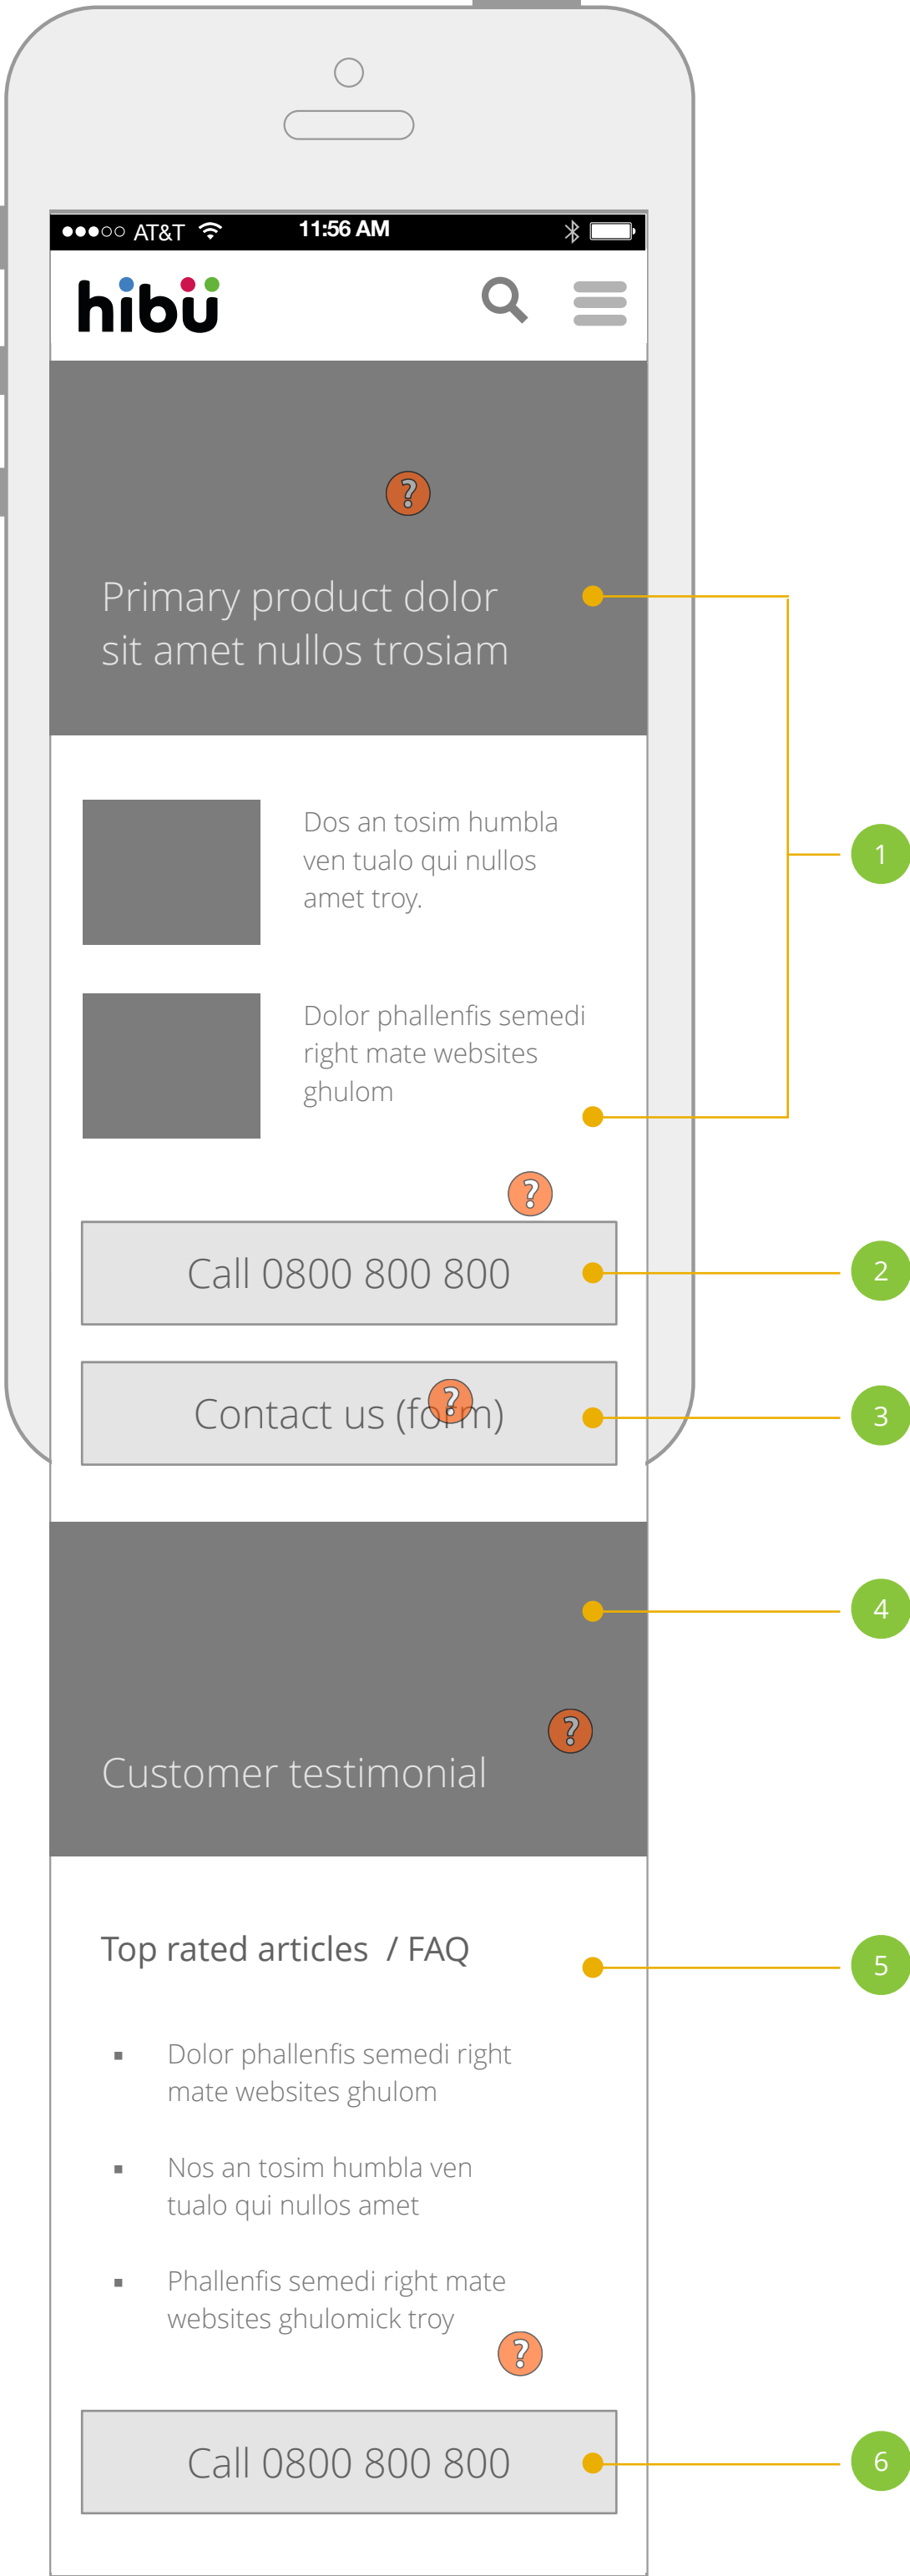 AT&T 11:56 AM
hibü
?
Primary product dolor
sit amet nullos trosiam
Dos an tosim humbla
ven tualo qui nullos
amet troy.
1
Dolor phallenfis semedi
right mate websites
ghulom
?
Call 0800 800 800
2
Contact us (form)
?
3
4
?
Customer testimonial
Top rated articles / FAQ
5
▪ Dolor phallenfis semedi right
mate websites ghulom
▪ Nos an tosim humbla ven
tualo qui nullos amet
▪ Phallenfis semedi right mate
websites ghulomick troy
?
Call 0800 800 800
6